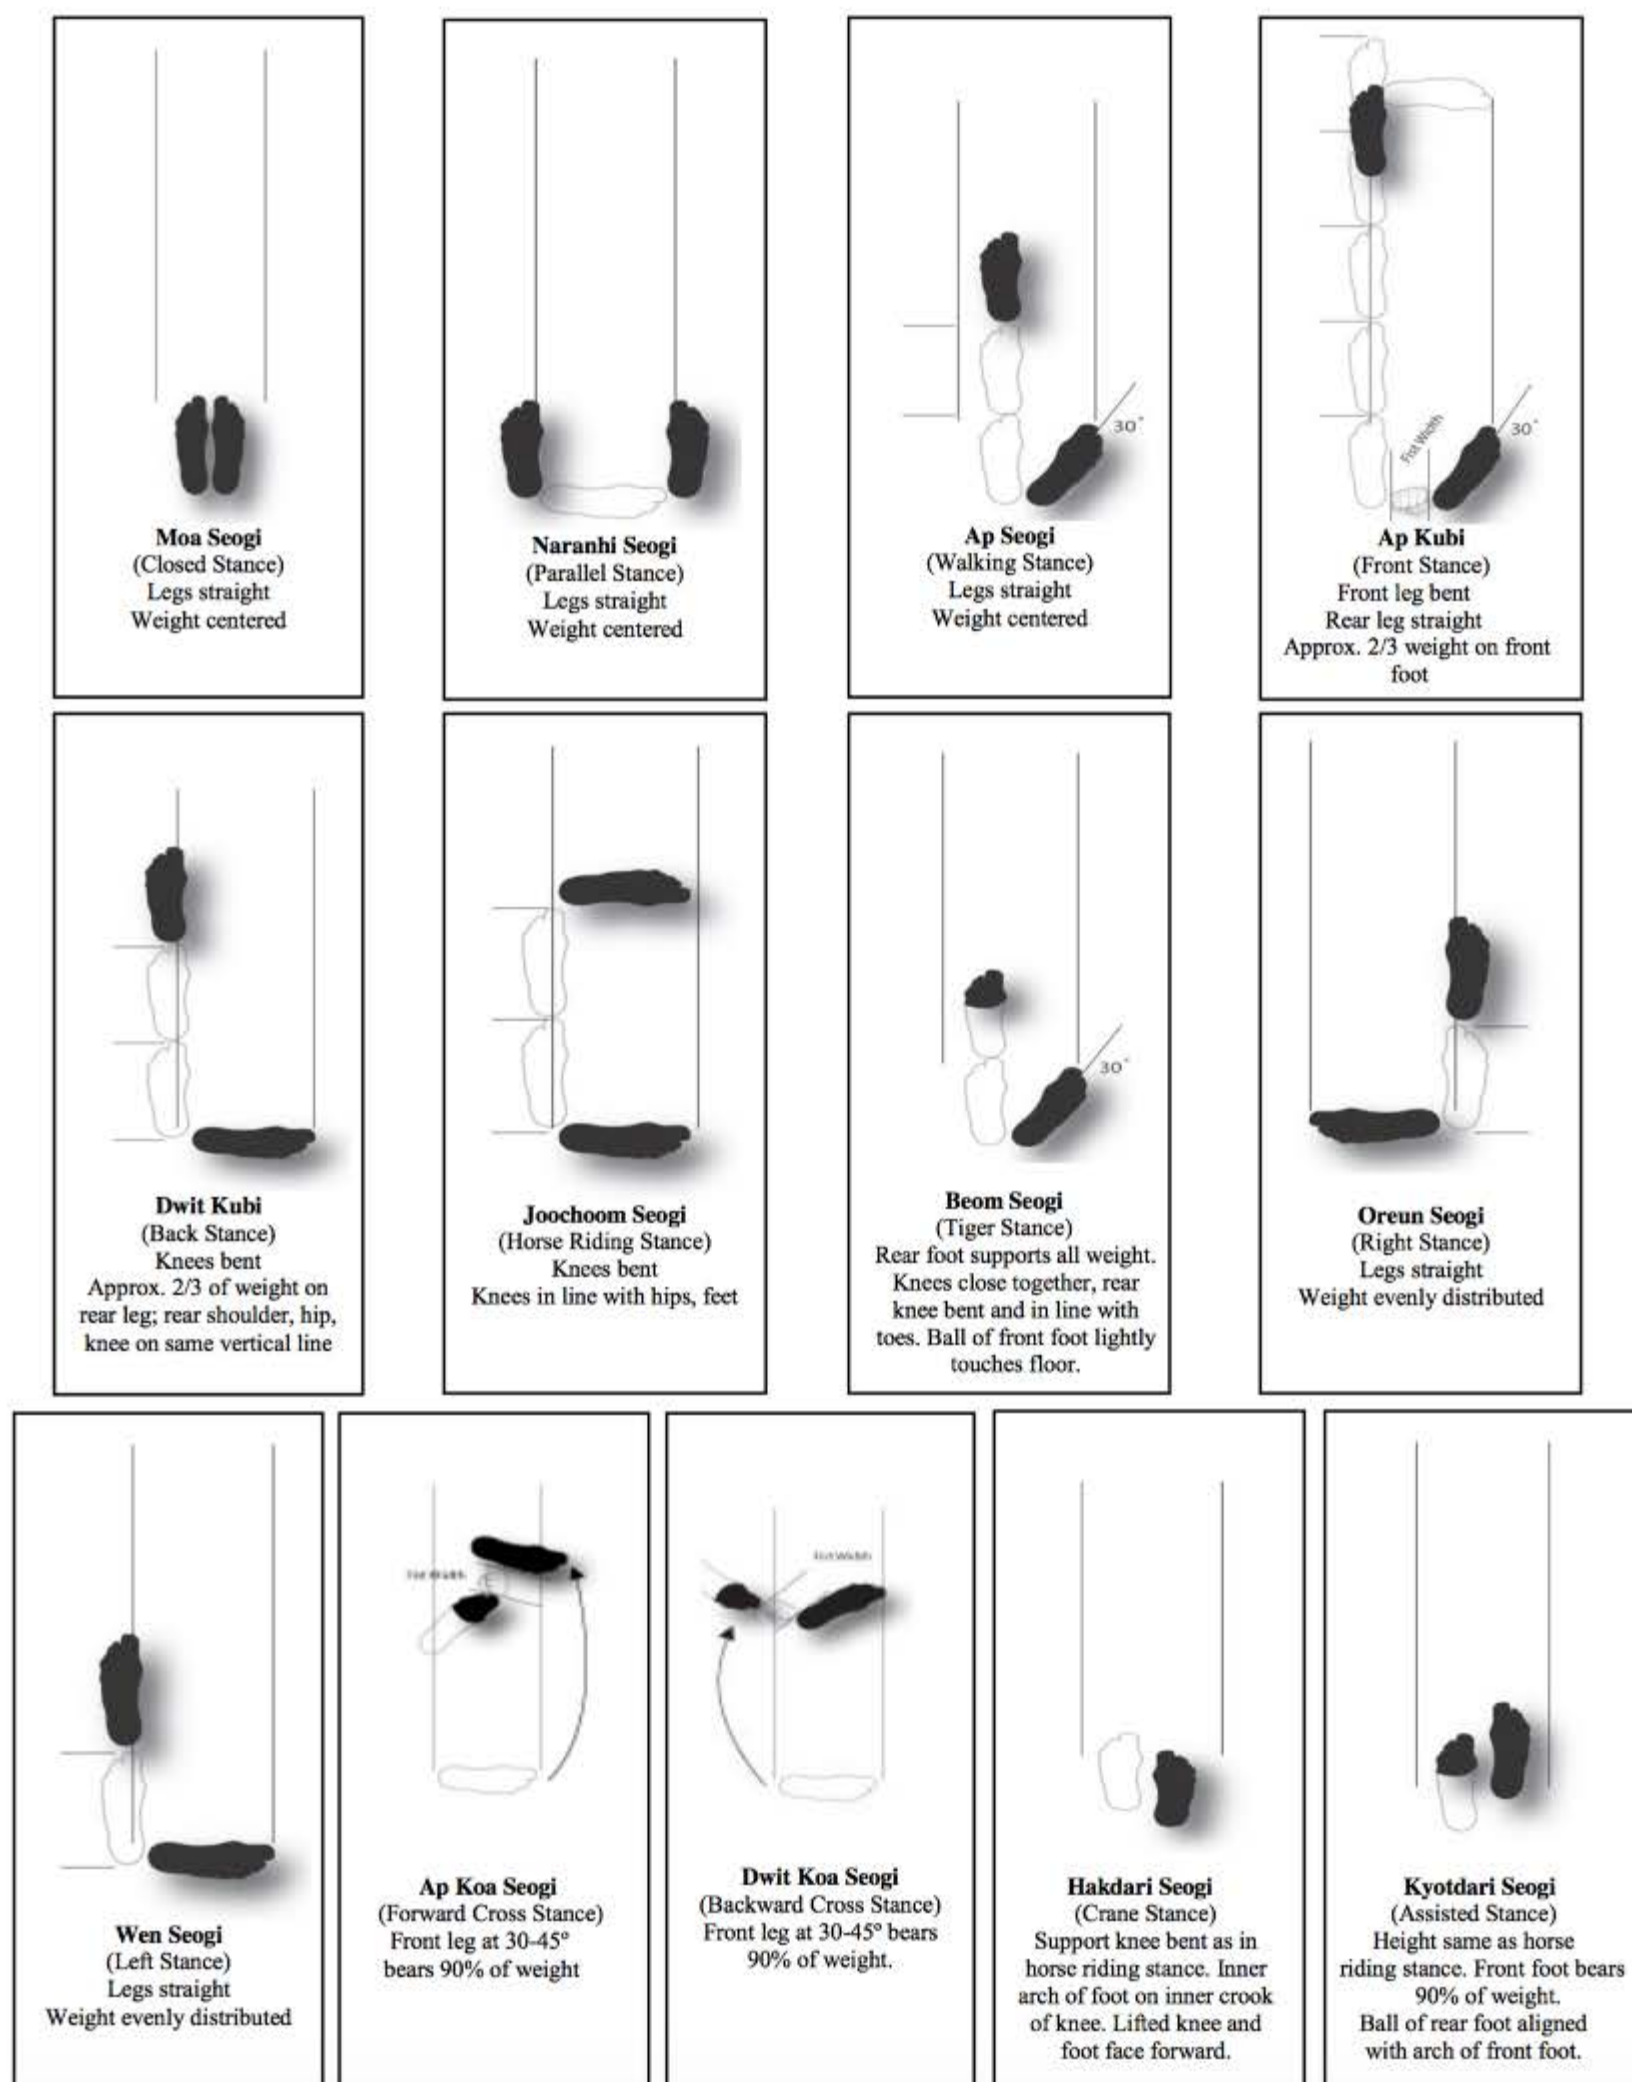 Moa Seogi
(Closed Stance)
Legs straight
Weight centered
Naranhi Seogi
(Parallel Stance)
Legs straight
Weight centered
30°
Ap Seogi
(Walking Stance)
Legs straight
Weight centered
Fist Width
30°
Ap Kubi
(Front Stance)
Front leg bent
Rear leg straight
Approx. 2/3 weight on front
foot
Dwit Kubi
(Back Stance)
Knees bent
Approx. 2/3 of weight on
rear leg; rear shoulder, hip,
knee on same vertical line
Joochoom Seogi
(Horse Riding Stance)
Knees bent
Knees in line with hips, feet
30°
Beom Seogi
(Tiger Stance)
Rear foot supports all weight.
Knees close together, rear
knee bent and in line with
toes. Ball of front foot lightly
touches floor.
Oreun Seogi
(Right Stance)
Legs straight
Weight evenly distributed
Wen Seogi
(Left Stance)
Legs straight
Weight evenly distributed
Fist Width
Ap Koa Seogi
(Forward Cross Stance)
Front leg at 30-45°
bears 90% of weight
Fist Width
Dwit Koa Seogi
(Backward Cross Stance)
Front leg at 30-45° bears
90% of weight.
Hakdari Seogi
(Crane Stance)
Support knee bent as in
horse riding stance. Inner
arch of foot on inner crook
of knee. Lifted knee and
foot face forward.
Kyotdari Seogi
(Assisted Stance)
Height same as horse
riding stance. Front foot bears
90% of weight.
Ball of rear foot aligned
with arch of front foot.